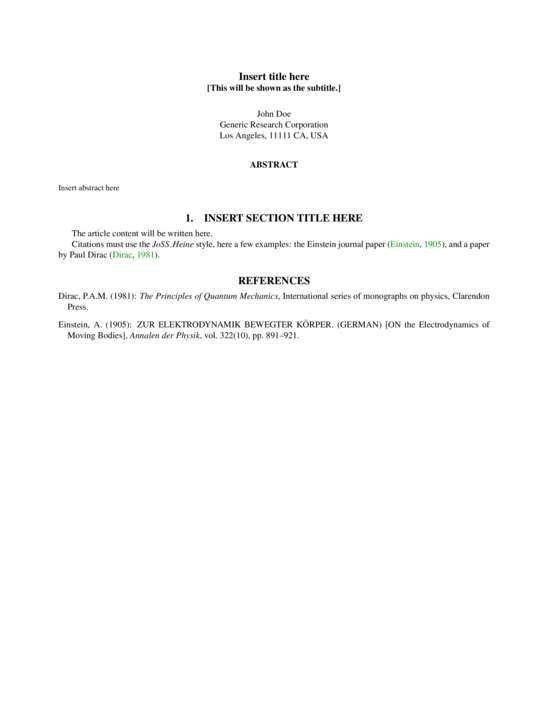 Insert title here
[This will be shown as the subtitle.]
John Doe
Generic Research Corporation
Los Angeles, 11111 CA, USA
ABSTRACT
Insert abstract here
1. INSERT SECTION TITLE HERE
The article content will be written here.
Citations must use the JoSS_Heine style, here a few examples: the Einstein journal paper (Einstein, 1905), and a paper
by Paul Dirac (Dirac, 1981).
REFERENCES
Dirac, P.A.M. (1981): The Principles of Quantum Mechanics, International series of monographs on physics, Clarendon
Press.
Einstein, A. (1905): ZUR ELEKTRODYNAMIK BEWEGTER KÖRPER. (GERMAN) [ON the Electrodynamics of
Moving Bodies], Annalen der Physik, vol. 322(10), pp. 891–921.